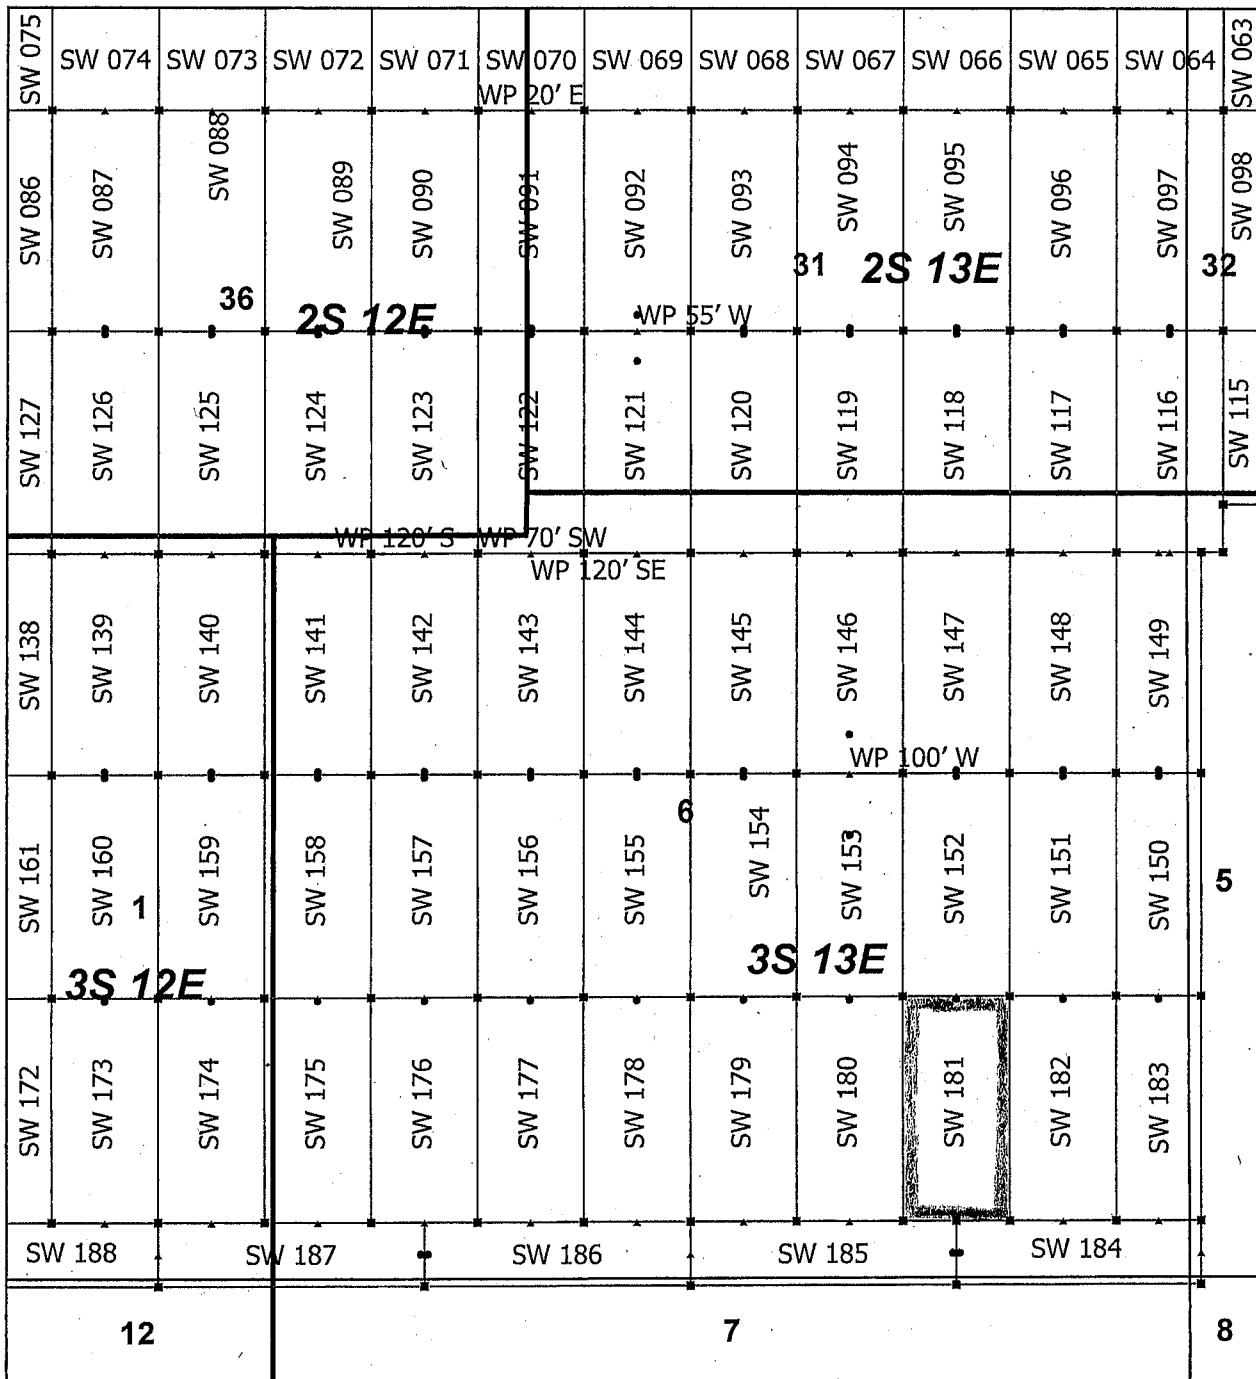 SW 075 SW 074 SW 073 SW 072 SW 071 SW 070 SW 069 SW 068 SW 067 SW 066 SW 065 SW 064 SW 063
WP 20' E
SW 086 SW 087 SW 088 SW 089 SW 090 SW 091 SW 092 SW 093 SW 094 SW 095 SW 096 SW 097 SW 098
36 2S 12E 31 2S 13E 32
WP 55' W
SW 127 SW 126 SW 125 SW 124 SW 123 SW 122 SW 121 SW 120 SW 119 SW 118 SW 117 SW 116 SW 115
WP 120' S WP 70' SW
WP 120' SE
SW 138 SW 139 SW 140 SW 141 SW 142 SW 143 SW 144 SW 145 SW 146 SW 147 SW 148 SW 149
WP 100' W
6
SW 161 SW 160 SW 159 SW 158 SW 157 SW 156 SW 155 SW 154 SW 153 SW 152 SW 151 SW 150
1 5
3S 12E 3S 13E
SW 172 SW 173 SW 174 SW 175 SW 176 SW 177 SW 178 SW 179 SW 180 SW 181 SW 182 SW 183
SW 188 SW 187 SW 186 SW 185 SW 184
12 7 8